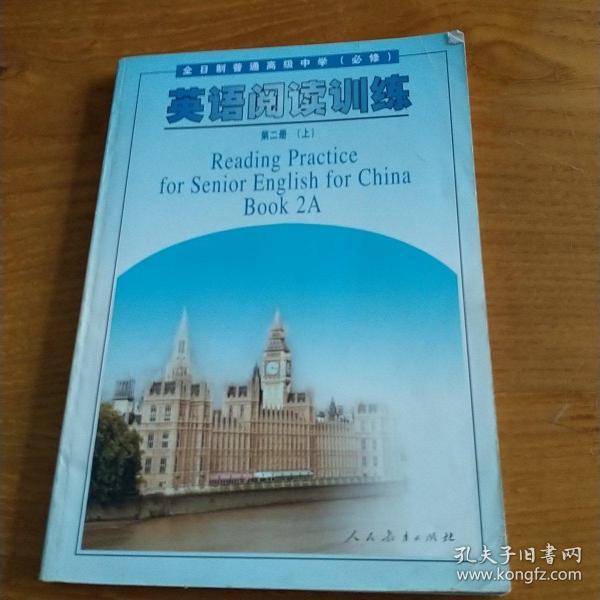 全日制普通高级中学（必修）
英语阅读训练
第二册（上）
Reading Practice
for Senior English for China
Book 2A
人民教育出版社
孔夫子旧书网
www.kongfz.com